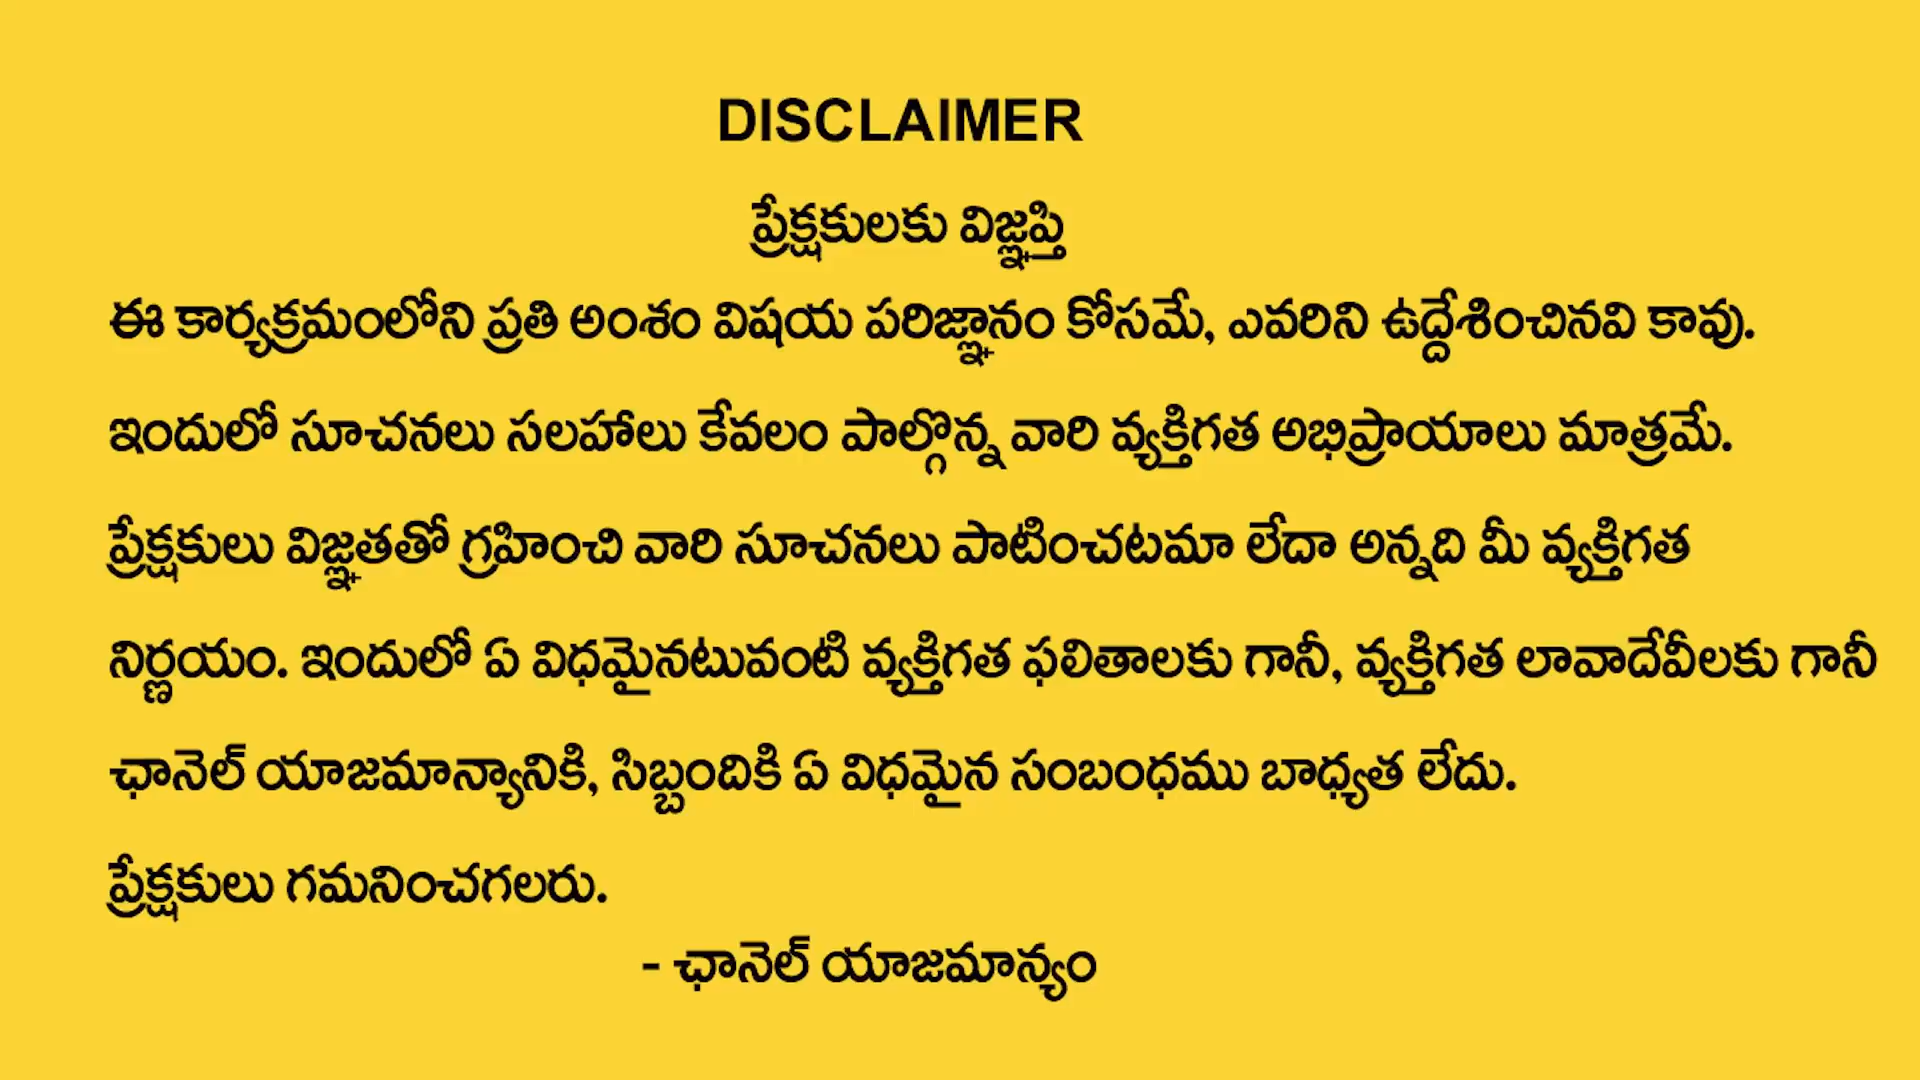 DISCLAIMER
ప్రేక్షకులకు విజ్ఞప్తి
ఈ కార్యక్రమంలోని ప్రతి అంశం విషయ పరిజ్ఞానం కోసమే, ఎవరిని ఉద్దేశించినవి కావు.
ఇందులో సూచనలు సలహాలు కేవలం పాల్గొన్న వారి వ్యక్తిగత అభిప్రాయాలు మాత్రమే.
ప్రేక్షకులు విజ్ఞతతో గ్రహించి వారి సూచనలు పాటించటమా లేదా అన్నది మీ వ్యక్తిగత
నిర్ణయం. ఇందులో ఏ విధమైనటువంటి వ్యక్తిగత ఫలితాలకు గానీ, వ్యక్తిగత లావాదేవీలకు గానీ
ఛానెల్ యాజమాన్యానికి, సిబ్బందికి ఏ విధమైన సంబంధము బాధ్యత లేదు.
ప్రేక్షకులు గమనించగలరు.
- ఛానెల్ యాజమాన్యం